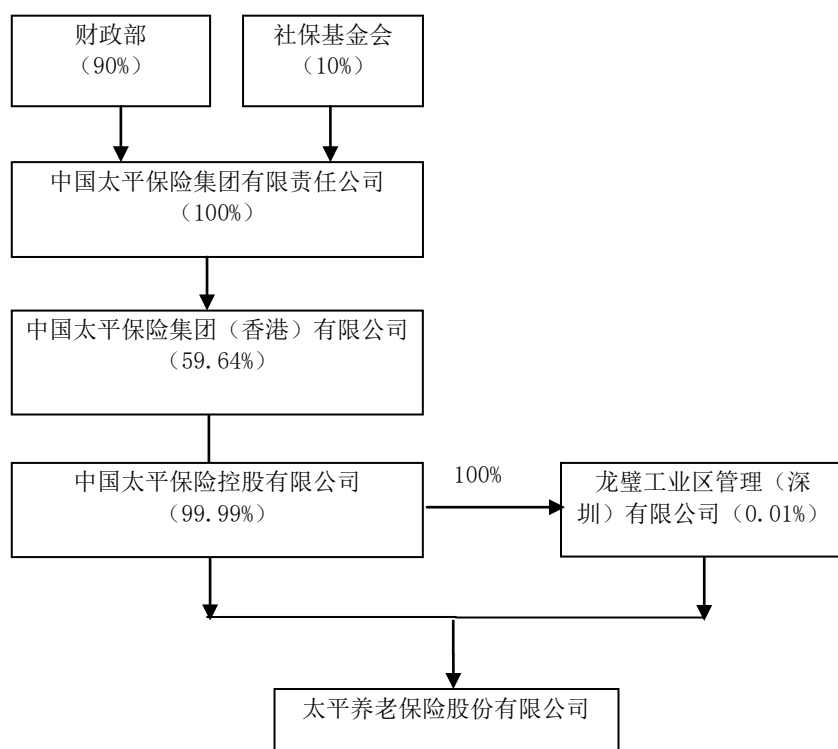 财政部
（90%）
社保基金会
（10%）
中国太平保险集团有限责任公司
（100%）
中国太平保险集团（香港）有限公司
（59.64%）
中国太平保险控股有限公司
（99.99%）
100%
龙璧工业区管理（深
圳）有限公司（0.01%）
太平养老保险股份有限公司